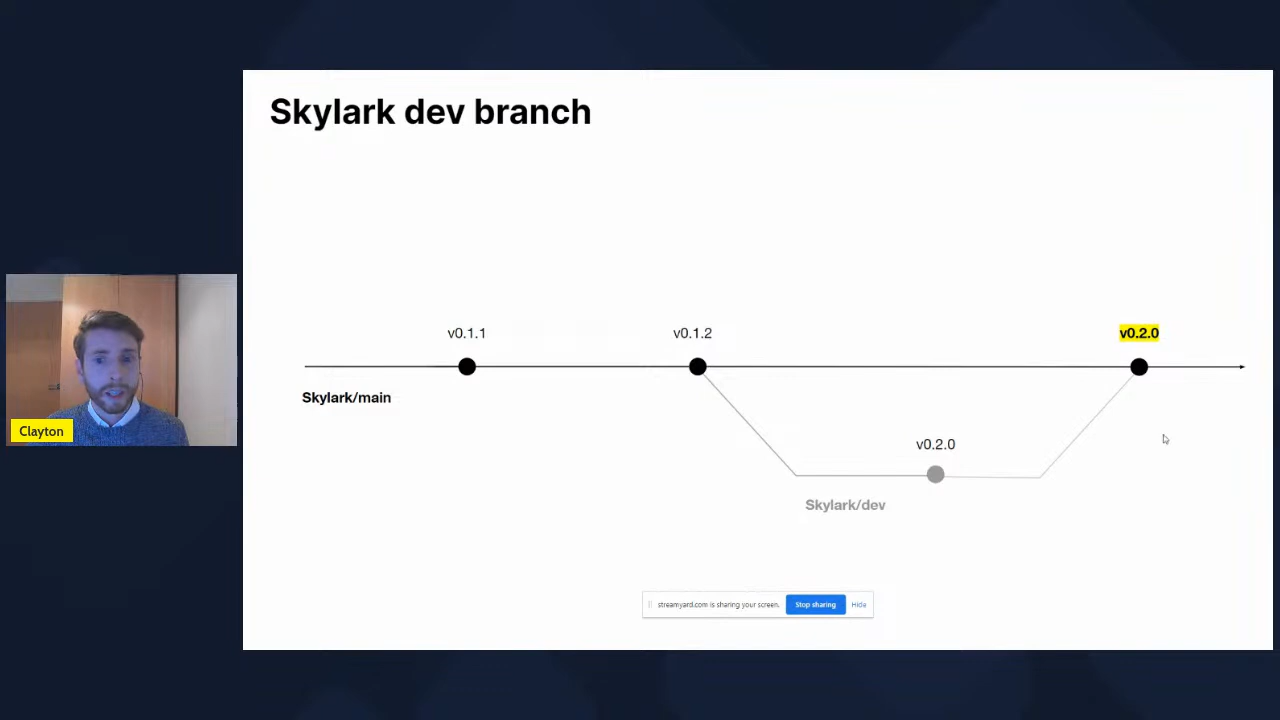 Skylark dev branch
v0.1.1
v0.1.2
v0.2.0
Skylark/main
v0.2.0
Skylark/dev
Clayton
streamyard.com is sharing your screen.
Stop sharing
Hide